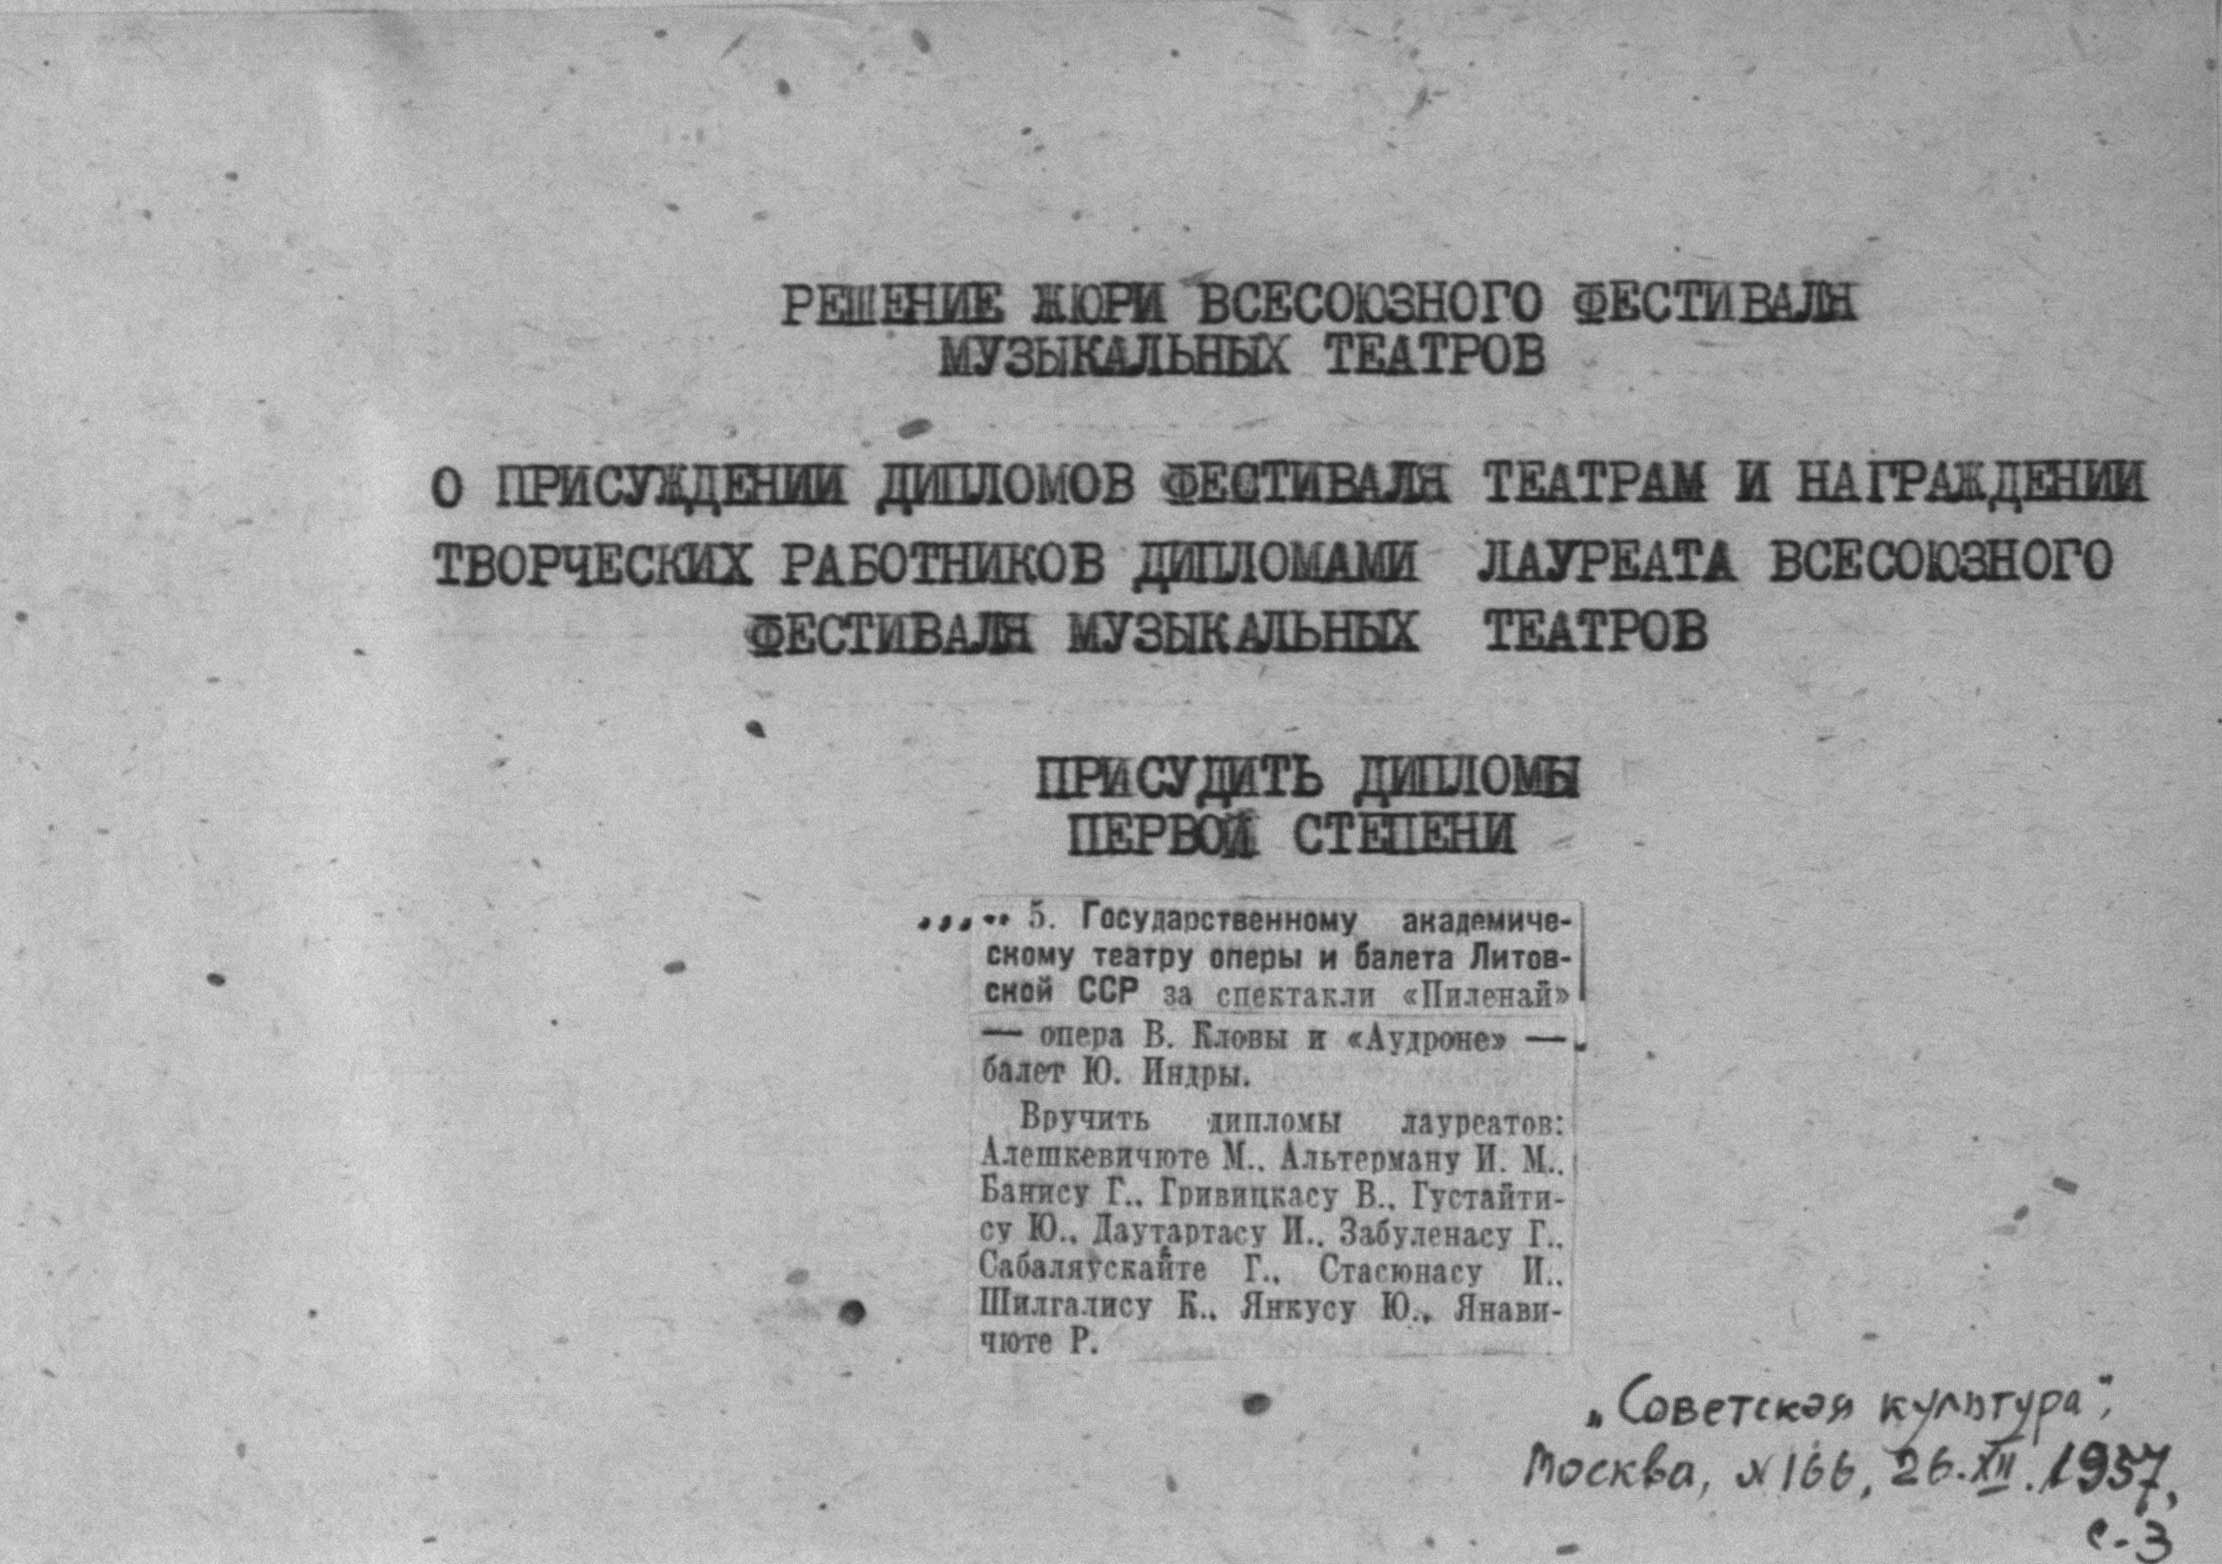 РЕШЕНИЕ ЖЮРИ ВСЕСОЮЗНОГО ФЕСТИВАЛЯ
МУЗЫКАЛЬНЫХ ТЕАТРОВ
О ПРИСУЖДЕНИИ ДИПЛОМОВ ФЕСТИВАЛЯ ТЕАТРАМ И НАГРАЖДЕНИИ
ТВОРЧЕСКИХ РАБОТНИКОВ ДИПЛОМАМИ ЛАУРЕАТА ВСЕСОЮЗНОГО
ФЕСТИВАЛЯ МУЗЫКАЛЬНЫХ ТЕАТРОВ
ПРИСУДИТЬ ДИПЛОМЫ
ПЕРВОЙ СТЕПЕНИ
..... 5. Государственному академиче-
скому театру оперы и балета Литов-
ской ССР за спектакли «Пиленай»
— опера В. Кловы и «Аудроне» —
балет Ю. Индры.
Вручить дипломы лауреатов:
Алешкевичюте М., Альтерману И. М.,
Банису Г., Гривицкасу В., Густайти-
су Ю., Даутартасу И., Забуленасу Г.,
Сабаляускайте Г., Стасюнасу И.,
Шилгалису К., Янкусу Ю., Янави-
чюте Р.
„Советская культура",
Москва, N 166, 26.XII.1957,
с-3